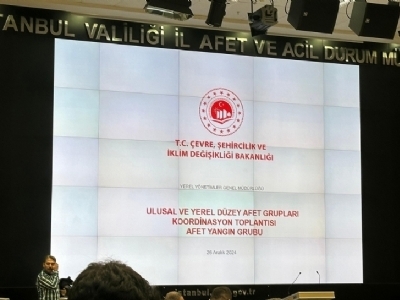 STANBUL VALİLİĞİ İL AFET VE ACİL DURUM MÜ
T.C. ÇEVRE, ŞEHİRCİLİK VE
İKLİM DEĞİŞİKLİĞİ BAKANLIĞI
YEREL YÖNETİMLER GENEL MÜDÜRLÜĞÜ
ULUSAL VE YEREL DÜZEY AFET GRUPLARI
KOORDİNASYON TOPLANTISI
AFET YANGIN GRUBU
26 Aralık 2024